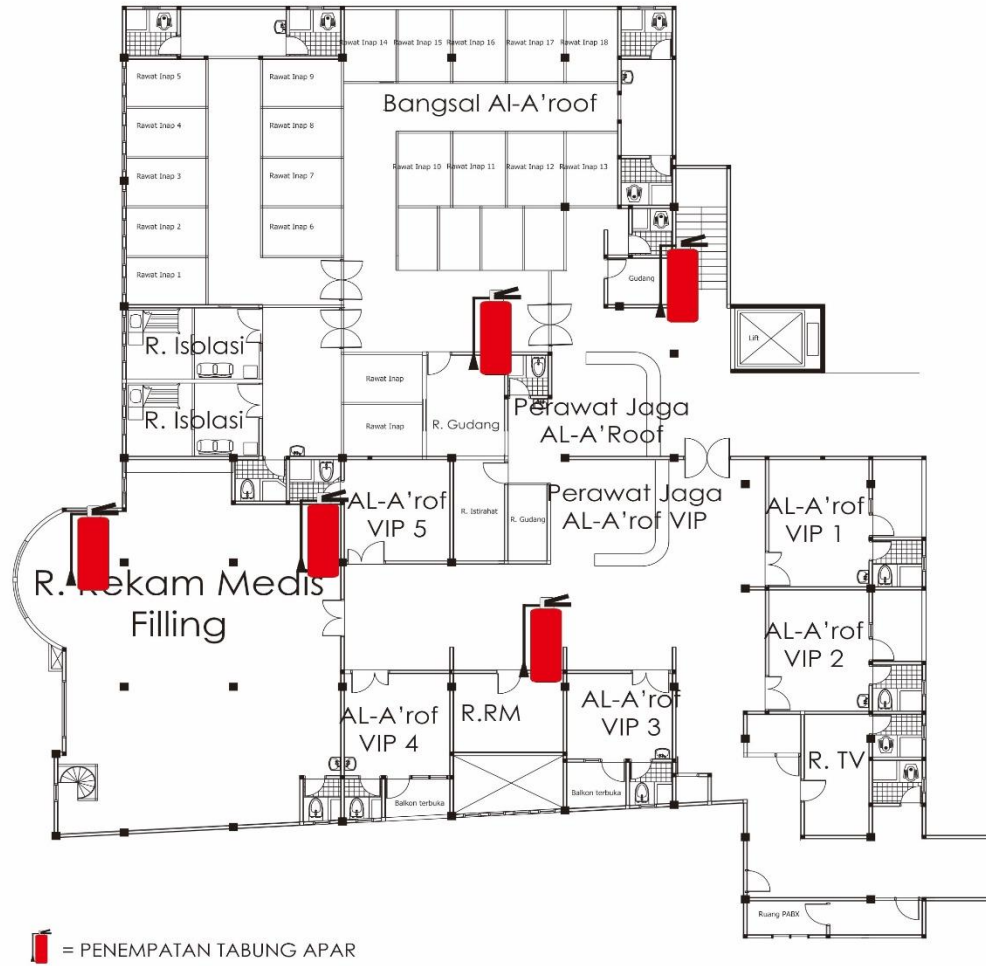 Rawat Inap 14
Rawat Inap 15
Rawat Inap 16
Rawat Inap 17
Rawat Inap 18
Rawat Inap 5
Rawat Inap 9
Bangsal Al-A'roof
Rawat Inap 4
Rawat Inap 8
Rawat Inap 3
Rawat Inap 7
Rawat Inap 10
Rawat Inap 11
Rawat Inap 12
Rawat Inap 13
Rawat Inap 2
Rawat Inap 6
Rawat Inap 1
Gudang
Lift
R. Isolasi
R. Isolasi
Rawat Inap
Rawat Inap
R. Gudang
Perawat Jaga
AL-A'Roof
AL-A'rof
VIP 5
R. Istirahat
R. Gudang
Perawat Jaga
AL-A'rof VIP
AL-A'rof
VIP 1
R. Rekam Medis
Filling
AL-A'rof
VIP 2
AL-A'rof
VIP 4
R.RM
AL-A'rof
VIP 3
R. TV
Balkon terbuka
Balkon terbuka
Ruang PABX
= PENEMPATAN TABUNG APAR